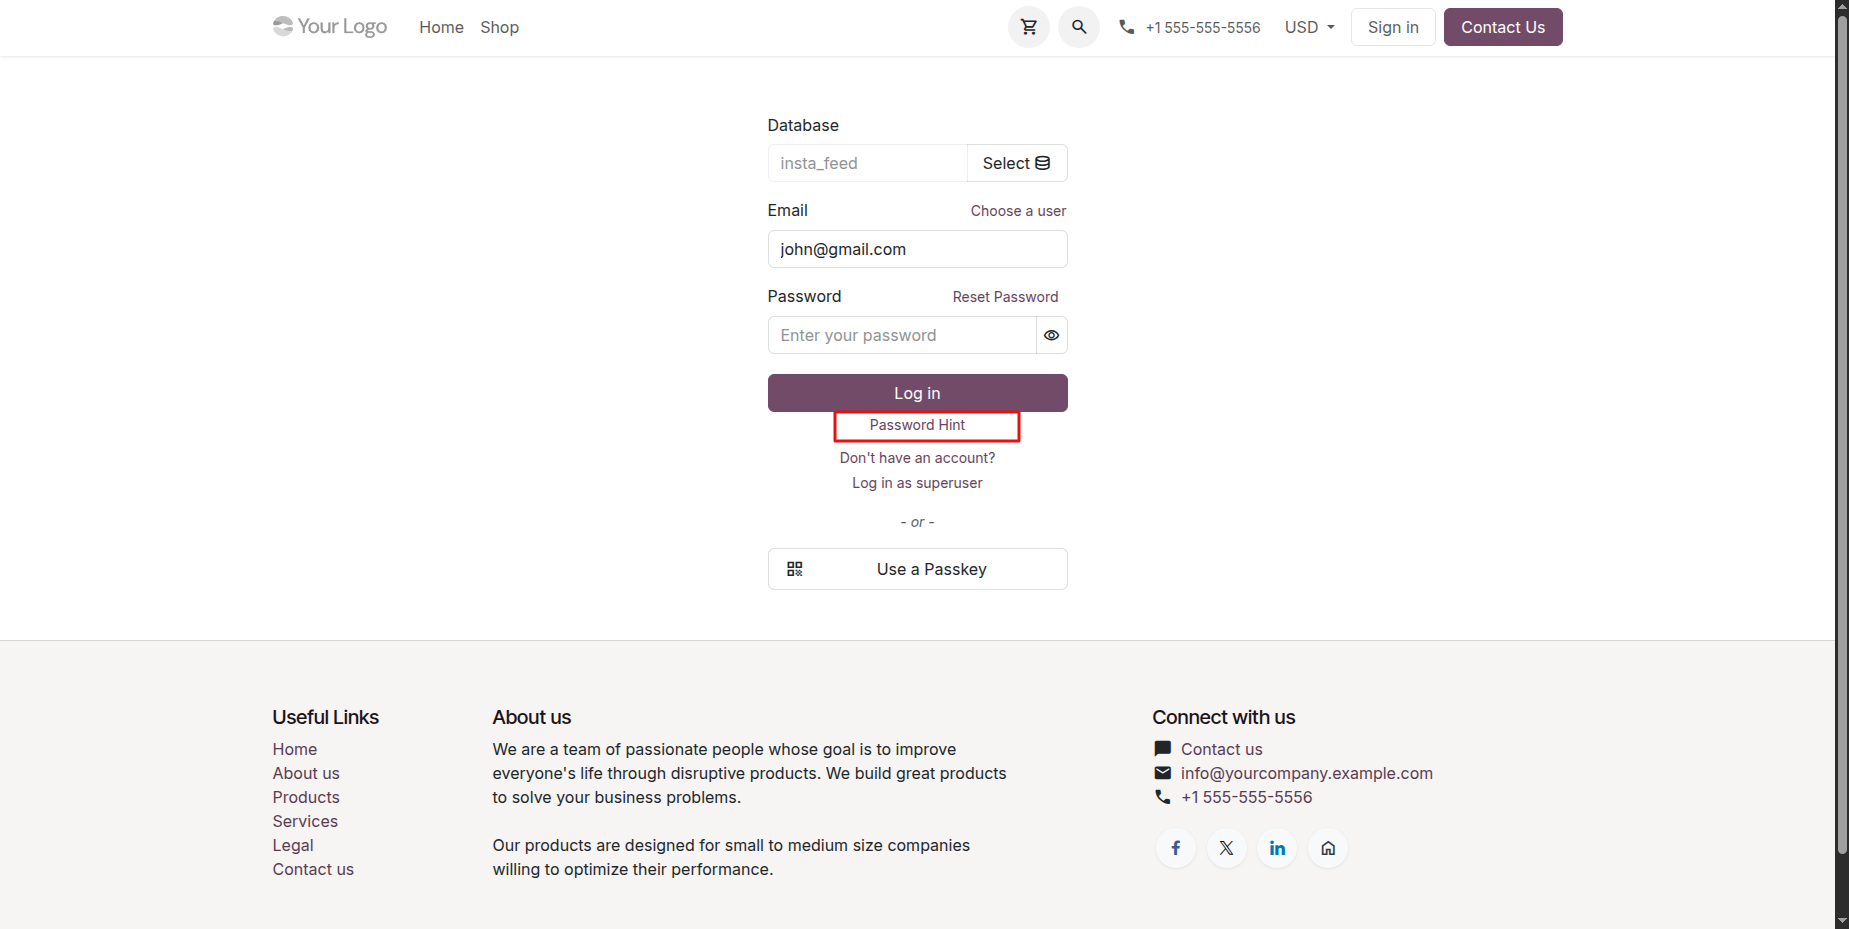 Your Logo
Home
Shop
+1 555-555-5556
USD
Sign in
Contact Us
Database
insta_feed
Select
Email
Choose a user
john@gmail.com
Password
Reset Password
Enter your password
Log in
Password Hint
Don't have an account?
Log in as superuser
- or -
Use a Passkey
Useful Links
Home
About us
Products
Services
Legal
Contact us
About us
We are a team of passionate people whose goal is to improve
everyone's life through disruptive products. We build great products
to solve your business problems.
Our products are designed for small to medium size companies
willing to optimize their performance.
Connect with us
Contact us
info@yourcompany.example.com
+1 555-555-5556